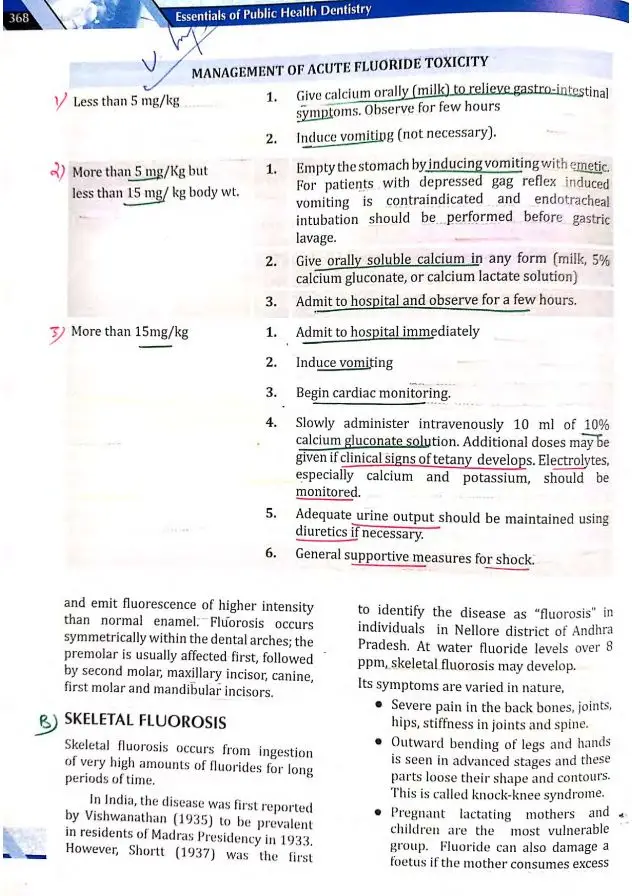 368
Essentials of Public Health Dentistry
MANAGEMENT OF ACUTE FLUORIDE TOXICITY
1) Less than 5 mg/kg
1. Give calcium orally (milk) to relieve gastro-intestinal
symptoms. Observe for few hours
2. Induce vomiting (not necessary).
2) More than 5 mg/Kg but
less than 15 mg/ kg body wt.
1. Empty the stomach by inducing vomiting with emetic.
For patients with depressed gag reflex induced
vomiting is contraindicated and endotracheal
intubation should be performed before gastric
lavage.
2. Give orally soluble calcium in any form (milk, 5%
calcium gluconate, or calcium lactate solution)
3. Admit to hospital and observe for a few hours.
3) More than 15mg/kg
1. Admit to hospital immediately
2. Induce vomiting
3. Begin cardiac monitoring.
4. Slowly administer intravenously 10 ml of 10%
calcium gluconate solution. Additional doses may be
given if clinical signs of tetany develops. Electrolytes,
especially calcium and potassium, should be
monitored.
5. Adequate urine output should be maintained using
diuretics if necessary.
6. General supportive measures for shock.
and emit fluorescence of higher intensity
than normal enamel. Fluorosis occurs
symmetrically within the dental arches; the
premolar is usually affected first, followed
by second molar, maxillary incisor, canine,
first molar and mandibular incisors.
B) SKELETAL FLUOROSIS
Skeletal fluorosis occurs from ingestion
of very high amounts of fluorides for long
periods of time.
In India, the disease was first reported
by Vishwanathan (1935) to be prevalent
in residents of Madras Presidency in 1933.
However, Shortt (1937) was the first
to identify the disease as "fluorosis" in
individuals in Nellore district of Andhra
Pradesh. At water fluoride levels over 8
ppm, skeletal fluorosis may develop.
Its symptoms are varied in nature,
• Severe pain in the back bones, joints,
hips, stiffness in joints and spine.
• Outward bending of legs and hands
is seen in advanced stages and these
parts loose their shape and contours.
This is called knock-knee syndrome.
• Pregnant lactating mothers and
children are the most vulnerable
group. Fluoride can also damage a
foetus if the mother consumes excess